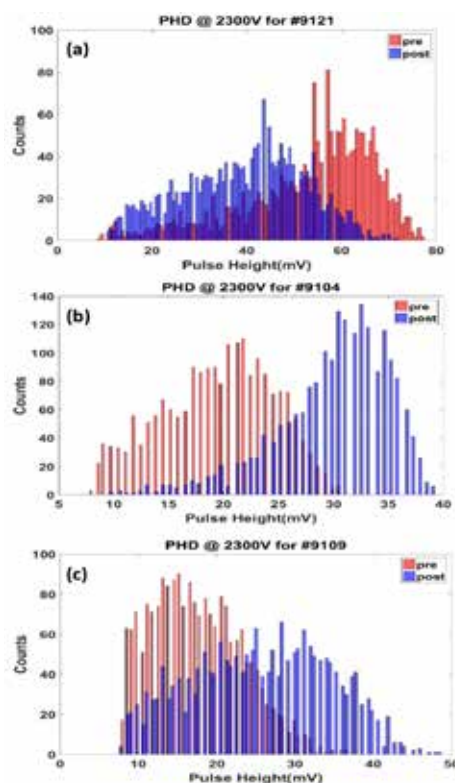 PHD @ 2300V for #9121
(a)
pre
post
100
80
60
40
20
0
Counts
0 20 40 60 80
Pulse Height(mV)
PHD @ 2300V for #9104
(b)
pre
post
140
120
100
80
60
40
20
0
Counts
5 10 15 20 25 30 35 40
Pulse Height(mV)
PHD @ 2300V for #9109
(c)
pre
post
100
80
60
40
20
0
Counts
0 10 20 30 40 50
Pulse Height(mV)